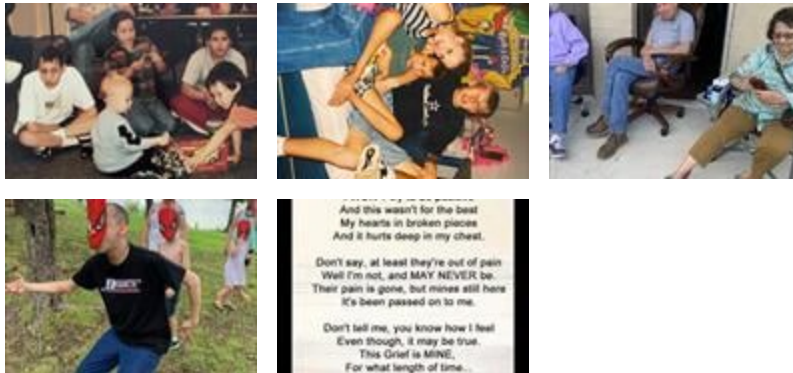 And this wasn't for the best
My hearts in broken pieces
And it hurts deep in my chest.
Don't say, at least they're out of pain
Well I'm not, and MAY NEVER be.
Their pain is gone, but mines still here
It's been passed on to me.
Don't tell me, you know how I feel
Even though, it may be true.
This Grief is MINE,
For what length of time...